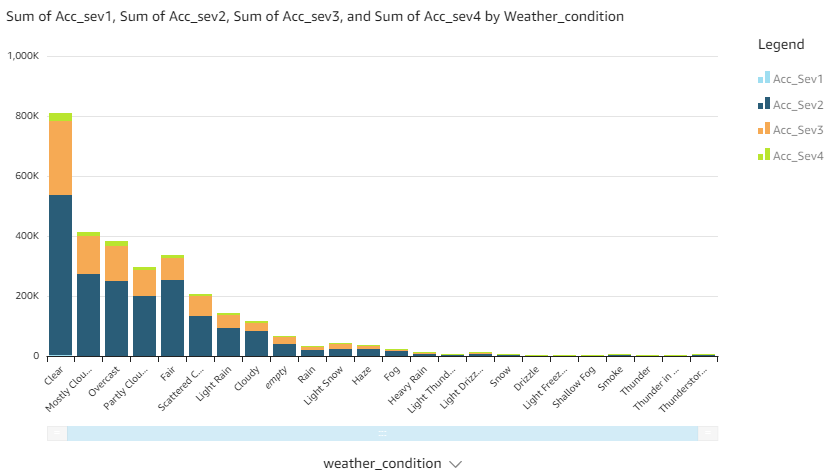 Sum of Acc_sev1, Sum of Acc_sev2, Sum of Acc_sev3, and Sum of Acc_sev4 by Weather_condition
Legend
Acc_Sev1
Acc_Sev2
Acc_Sev3
Acc_Sev4
1,000K
800K
600K
400K
200K
0
Clear
Mostly Clou...
Overcast
Partly Clou...
Fair
Scattered C...
Light Rain
Cloudy
empty
Rain
Light Snow
Haze
Fog
Heavy Rain
Light Thund...
Light Drizz...
Snow
Drizzle
Light Freez...
Shallow Fog
Smoke
Thunder
Thunder in ...
Thunderstor...
weather_condition